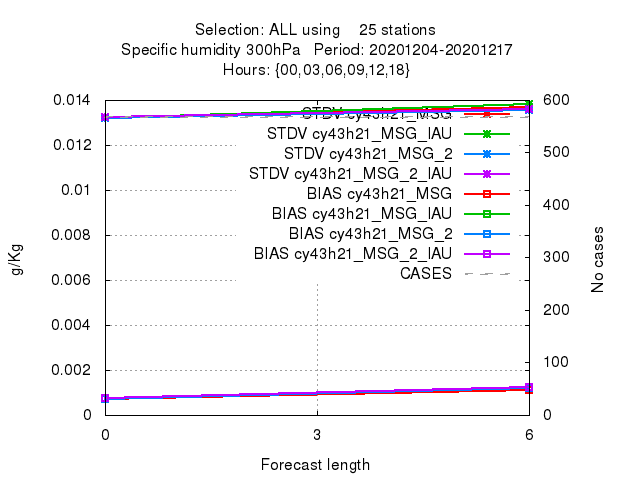 Selection: ALL using 25 stations
Specific humidity 300hPa Period: 20201204-20201217
Hours: {00,03,06,09,12,18}
0.014
0.012
0.01
0.008
0.006
0.004
0.002
0
g/Kg
STDV cy43h21_MSG
STDV cy43h21_MSG_IAU
STDV cy43h21_MSG_2
STDV cy43h21_MSG_2_IAU
BIAS cy43h21_MSG
BIAS cy43h21_MSG_IAU
BIAS cy43h21_MSG_2
BIAS cy43h21_MSG_2_IAU
CASES
600
500
400
300
200
100
0
No cases
0 3 6
Forecast length